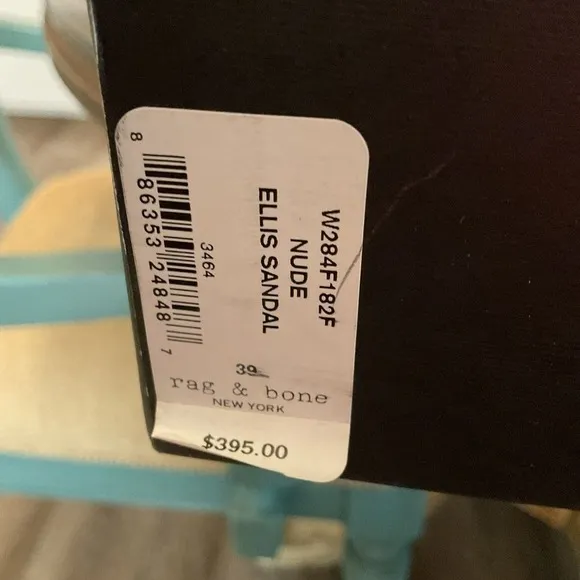 W284F182F
NUDE
ELLIS SANDAL
3464
8 86353 24848 7
39
rag & bone
NEW YORK
$395.00